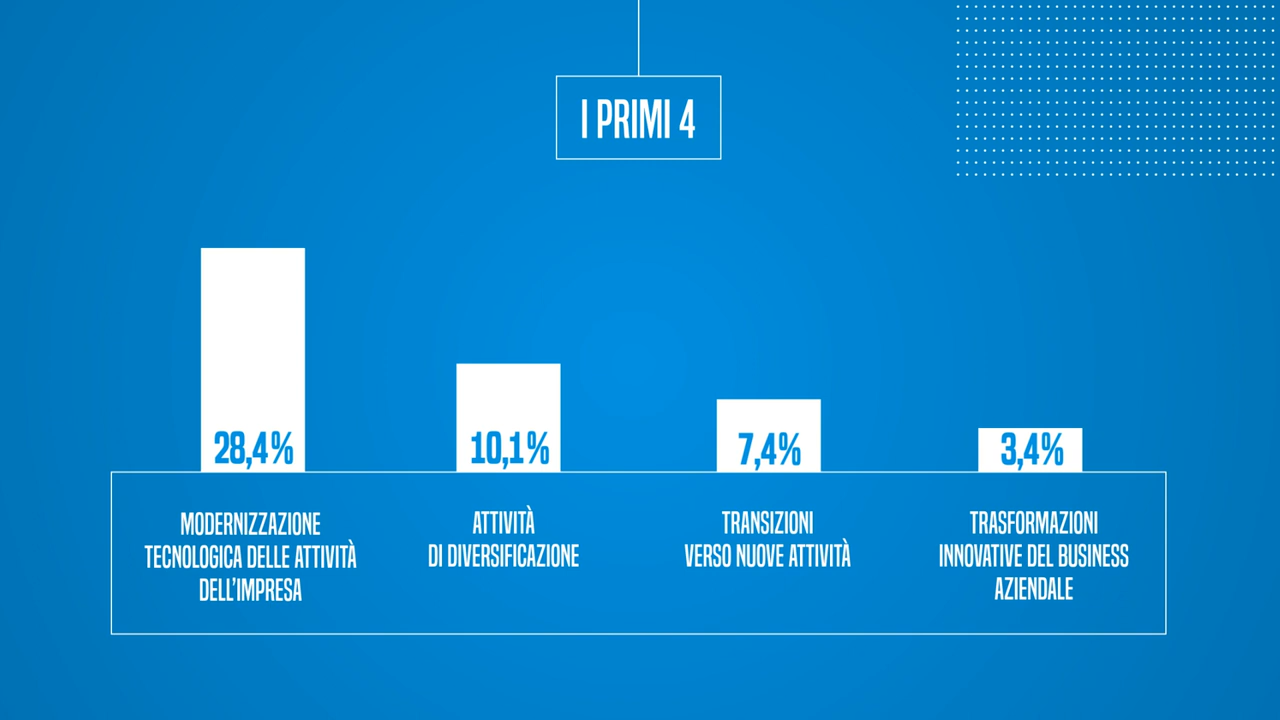 I PRIMI 4
28,4%
10,1%
7,4%
3,4%
MODERNIZZAZIONE
TECNOLOGICA DELLE ATTIVITÀ
DELL'IMPRESA
ATTIVITÀ
DI DIVERSIFICAZIONE
TRANSIZIONI
VERSO NUOVE ATTIVITÀ
TRASFORMAZIONI
INNOVATIVE DEL BUSINESS
AZIENDALE